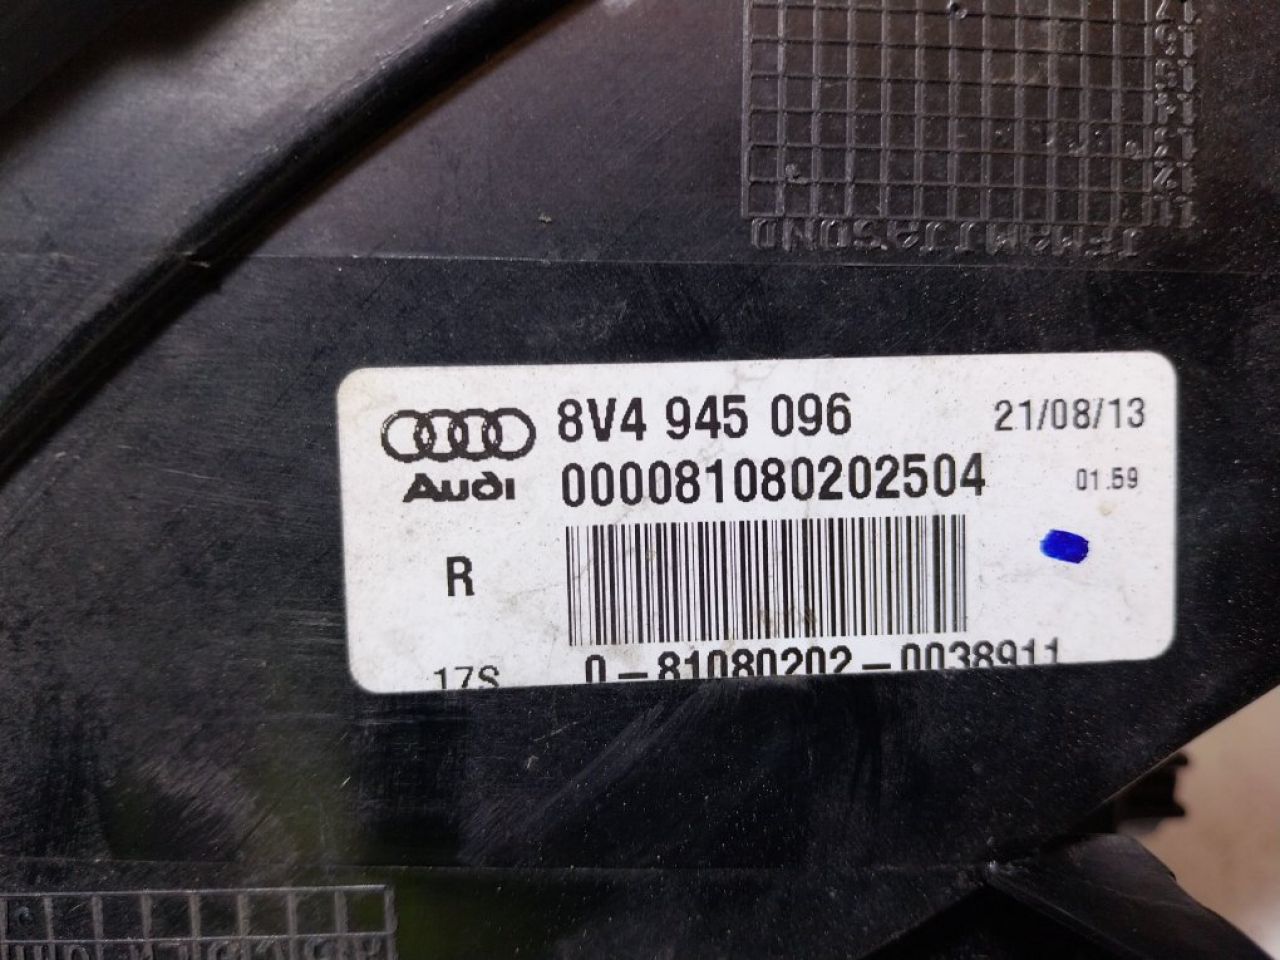 JFMAMJJASOND
8V4 945 096
21/08/13
Audi
000081080202504
01.59
R
17S
0-81080202-0038911